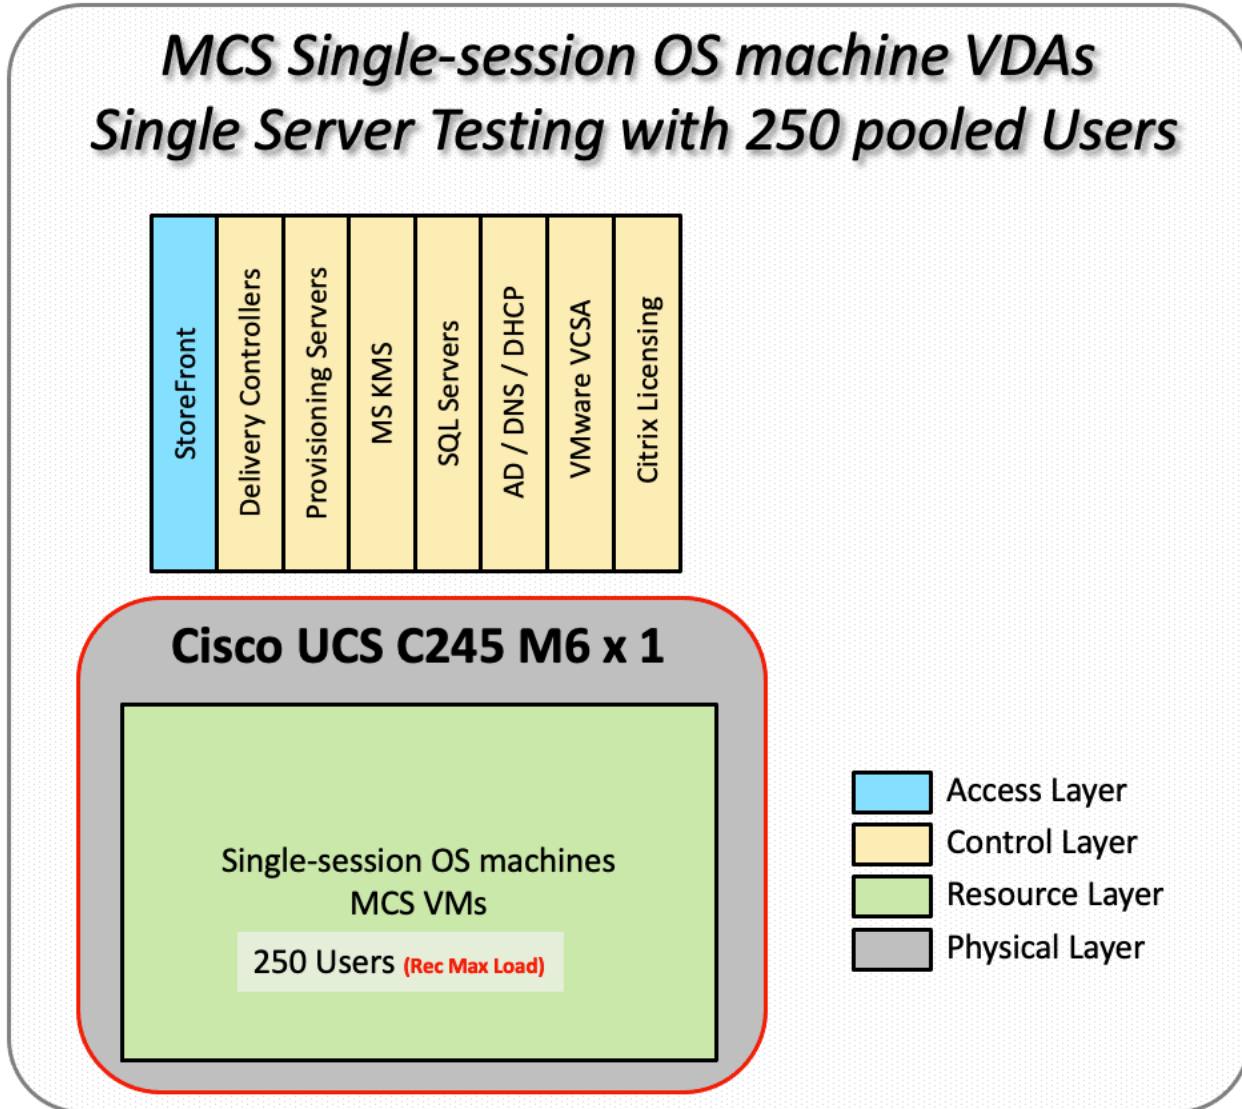 MCS Single-session OS machine VDAs
Single Server Testing with 250 pooled Users
StoreFront
Delivery Controllers
Provisioning Servers
MS KMS
SQL Servers
AD / DNS / DHCP
VMware VCSA
Citrix Licensing
Cisco UCS C245 M6 x 1
Single-session OS machines
MCS VMs
250 Users (Rec Max Load)
Access Layer
Control Layer
Resource Layer
Physical Layer